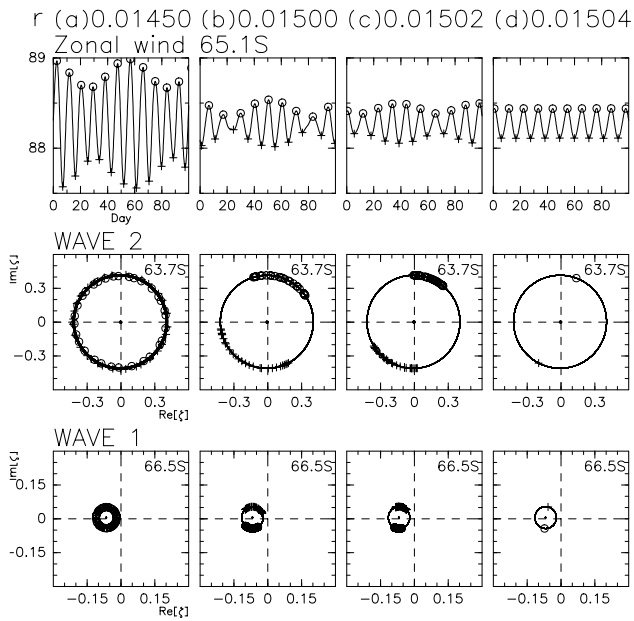 r (a)0.01450 (b)0.01500 (c)0.01502 (d)0.01504
Zonal wind 65.1S
89
88
0 20 40 60 80 0 20 40 60 80 0 20 40 60 80 0 20 40 60 80
Day
WAVE 2
Im[ζ]
63.7S 63.7S 63.7S 63.7S
0.3
0
-0.3
-0.3 0 0.3 -0.3 0 0.3 -0.3 0 0.3 -0.3 0 0.3
Re[ζ]
WAVE 1
Im[ζ]
66.5S 66.5S 66.5S 66.5S
0.15
0
-0.15
-0.15 0 0.15 -0.15 0 0.15 -0.15 0 0.15 -0.15 0 0.15
Re[ζ]